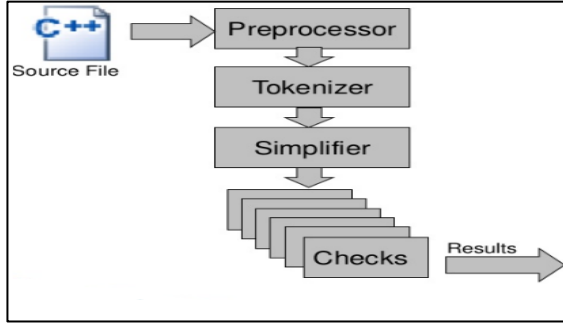 C++
Source File
Preprocessor
Tokenizer
Simplifier
Checks
Results